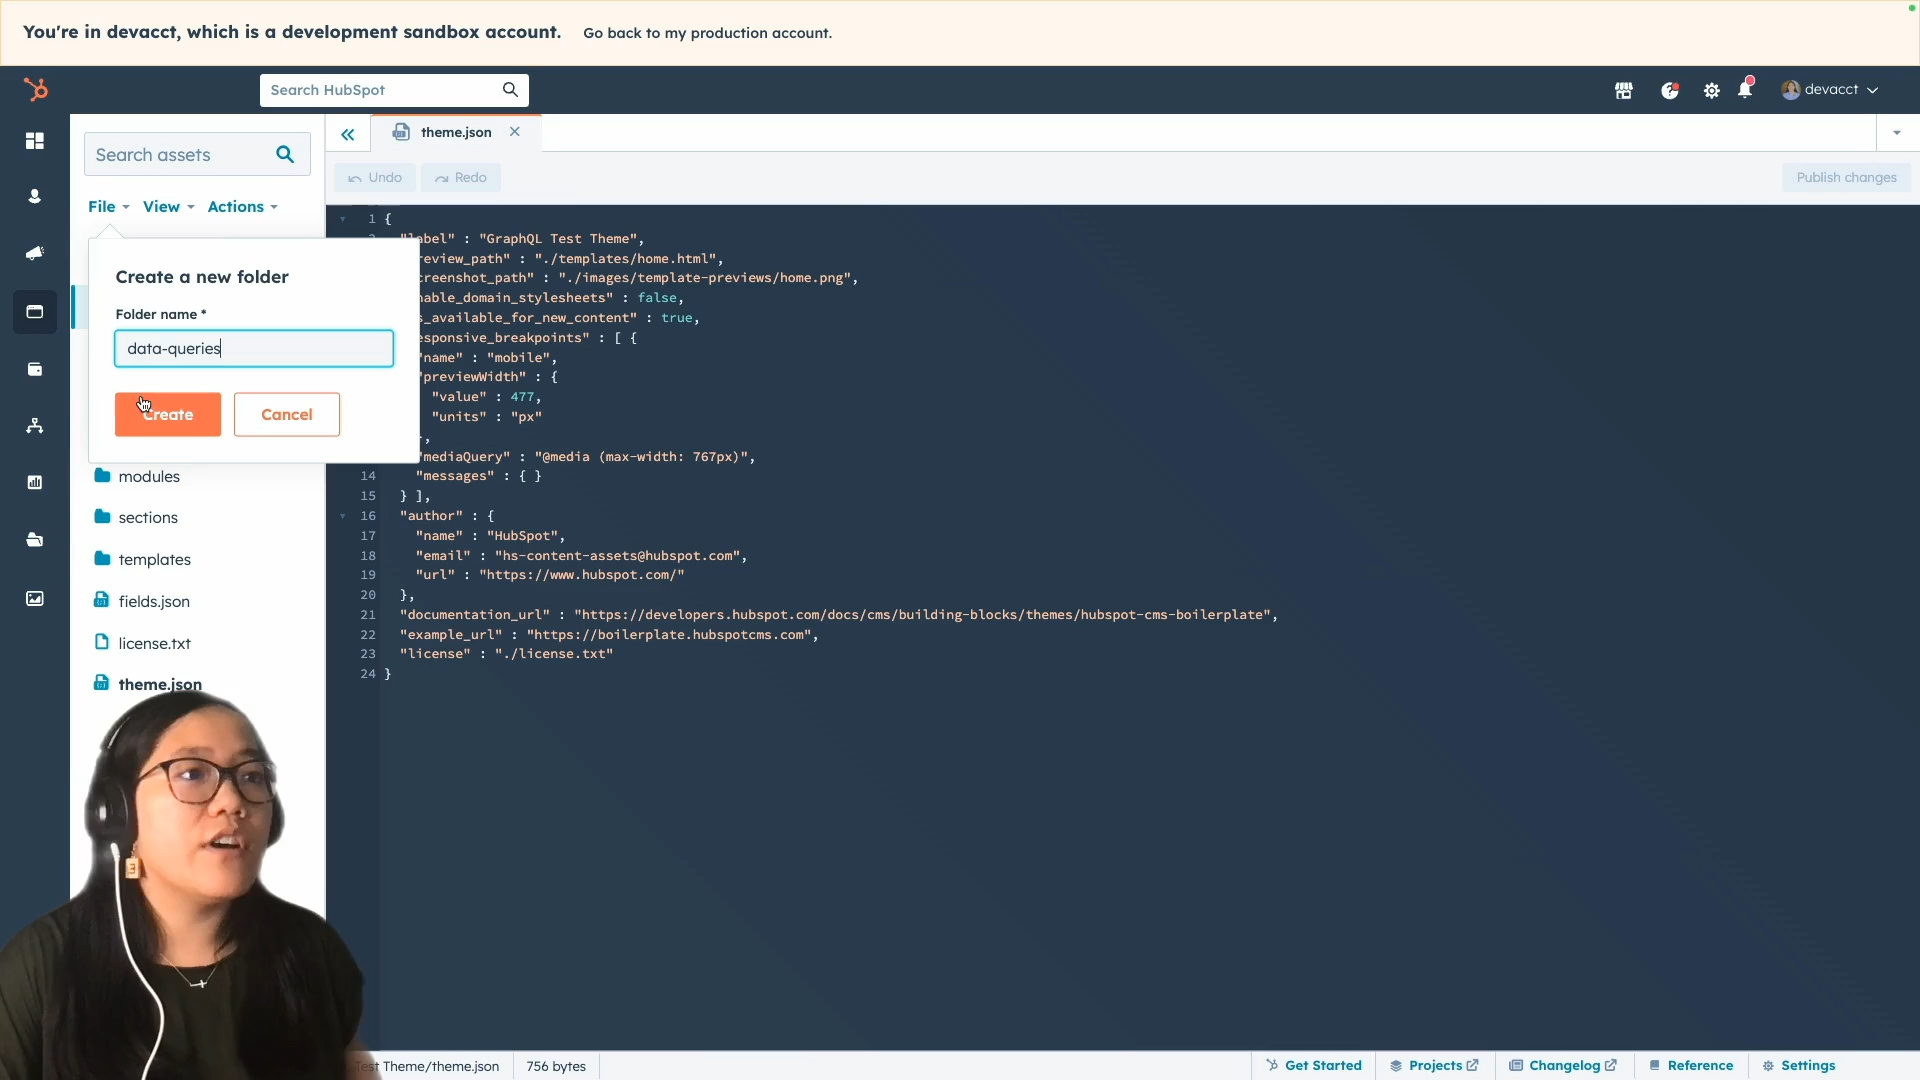 You're in devacct, which is a development sandbox account. Go back to my production account.
Search HubSpot
devacct
Search assets
theme.json
Undo Redo
Publish changes
File View Actions
Create a new folder
Folder name *
data-queries
Create Cancel
modules
sections
templates
fields.json
license.txt
theme.json
1 {
"GraphQL Test Theme",
"./templates/home.html",
"./images/template-previews/home.png",
: false,
: true,
: [ {
"name" : "mobile",
"previewWidth" : {
"value" : 477,
"units" : "px"
,
"mediaQuery" : "@media (max-width: 767px)",
14 "messages" : { }
15 } ],
16 "author" : {
17 "name" : "HubSpot",
18 "email" : "hs-content-assets@hubspot.com",
19 "url" : "https://www.hubspot.com/"
20 },
21 "documentation_url" : "https://developers.hubspot.com/docs/cms/building-blocks/themes/hubspot-cms-boilerplate",
22 "example_url" : "https://boilerplate.hubspotcms.com",
23 "license" : "./license.txt"
24 }
Theme/theme.json
756 bytes
Get Started
Projects
Changelog
Reference
Settings